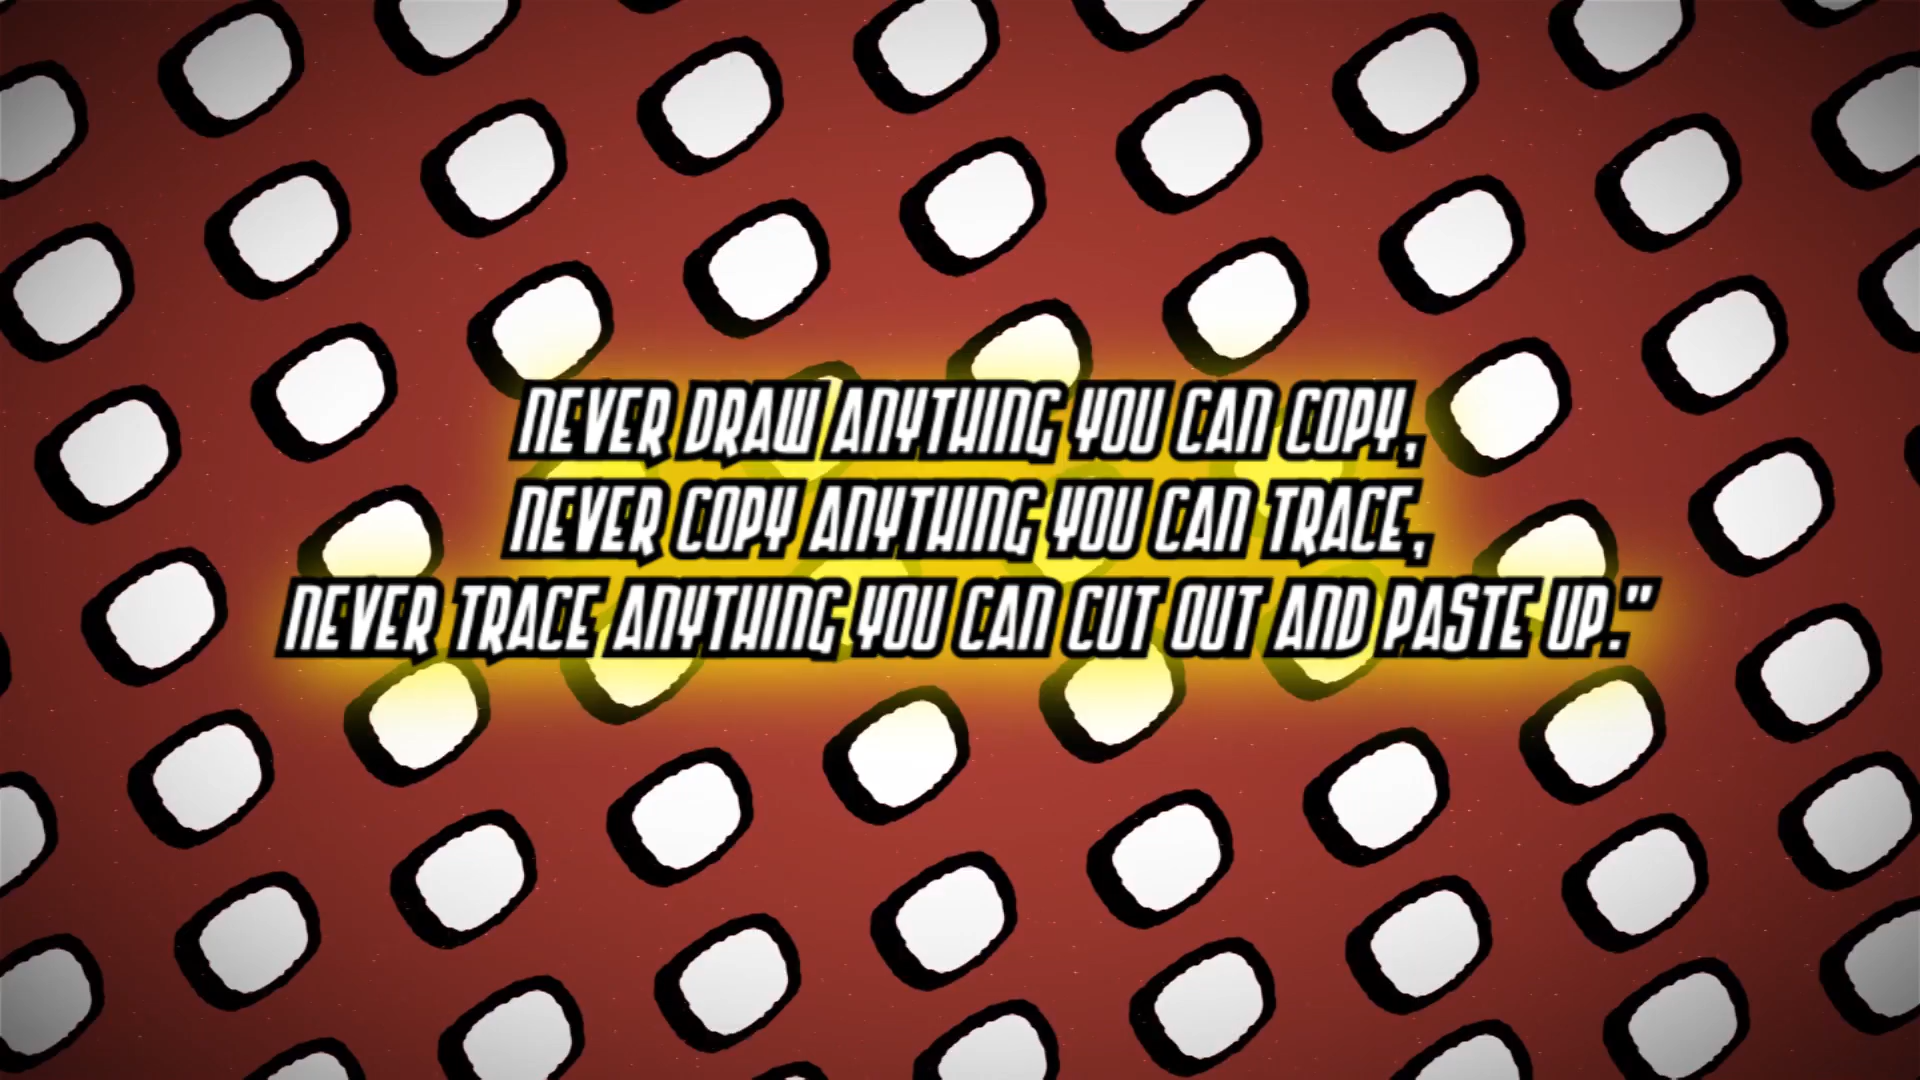 NEVER DRAW ANYTHING YOU CAN COPY,
NEVER COPY ANYTHING YOU CAN TRACE,
NEVER TRACE ANYTHING YOU CAN CUT OUT AND PASTE UP."